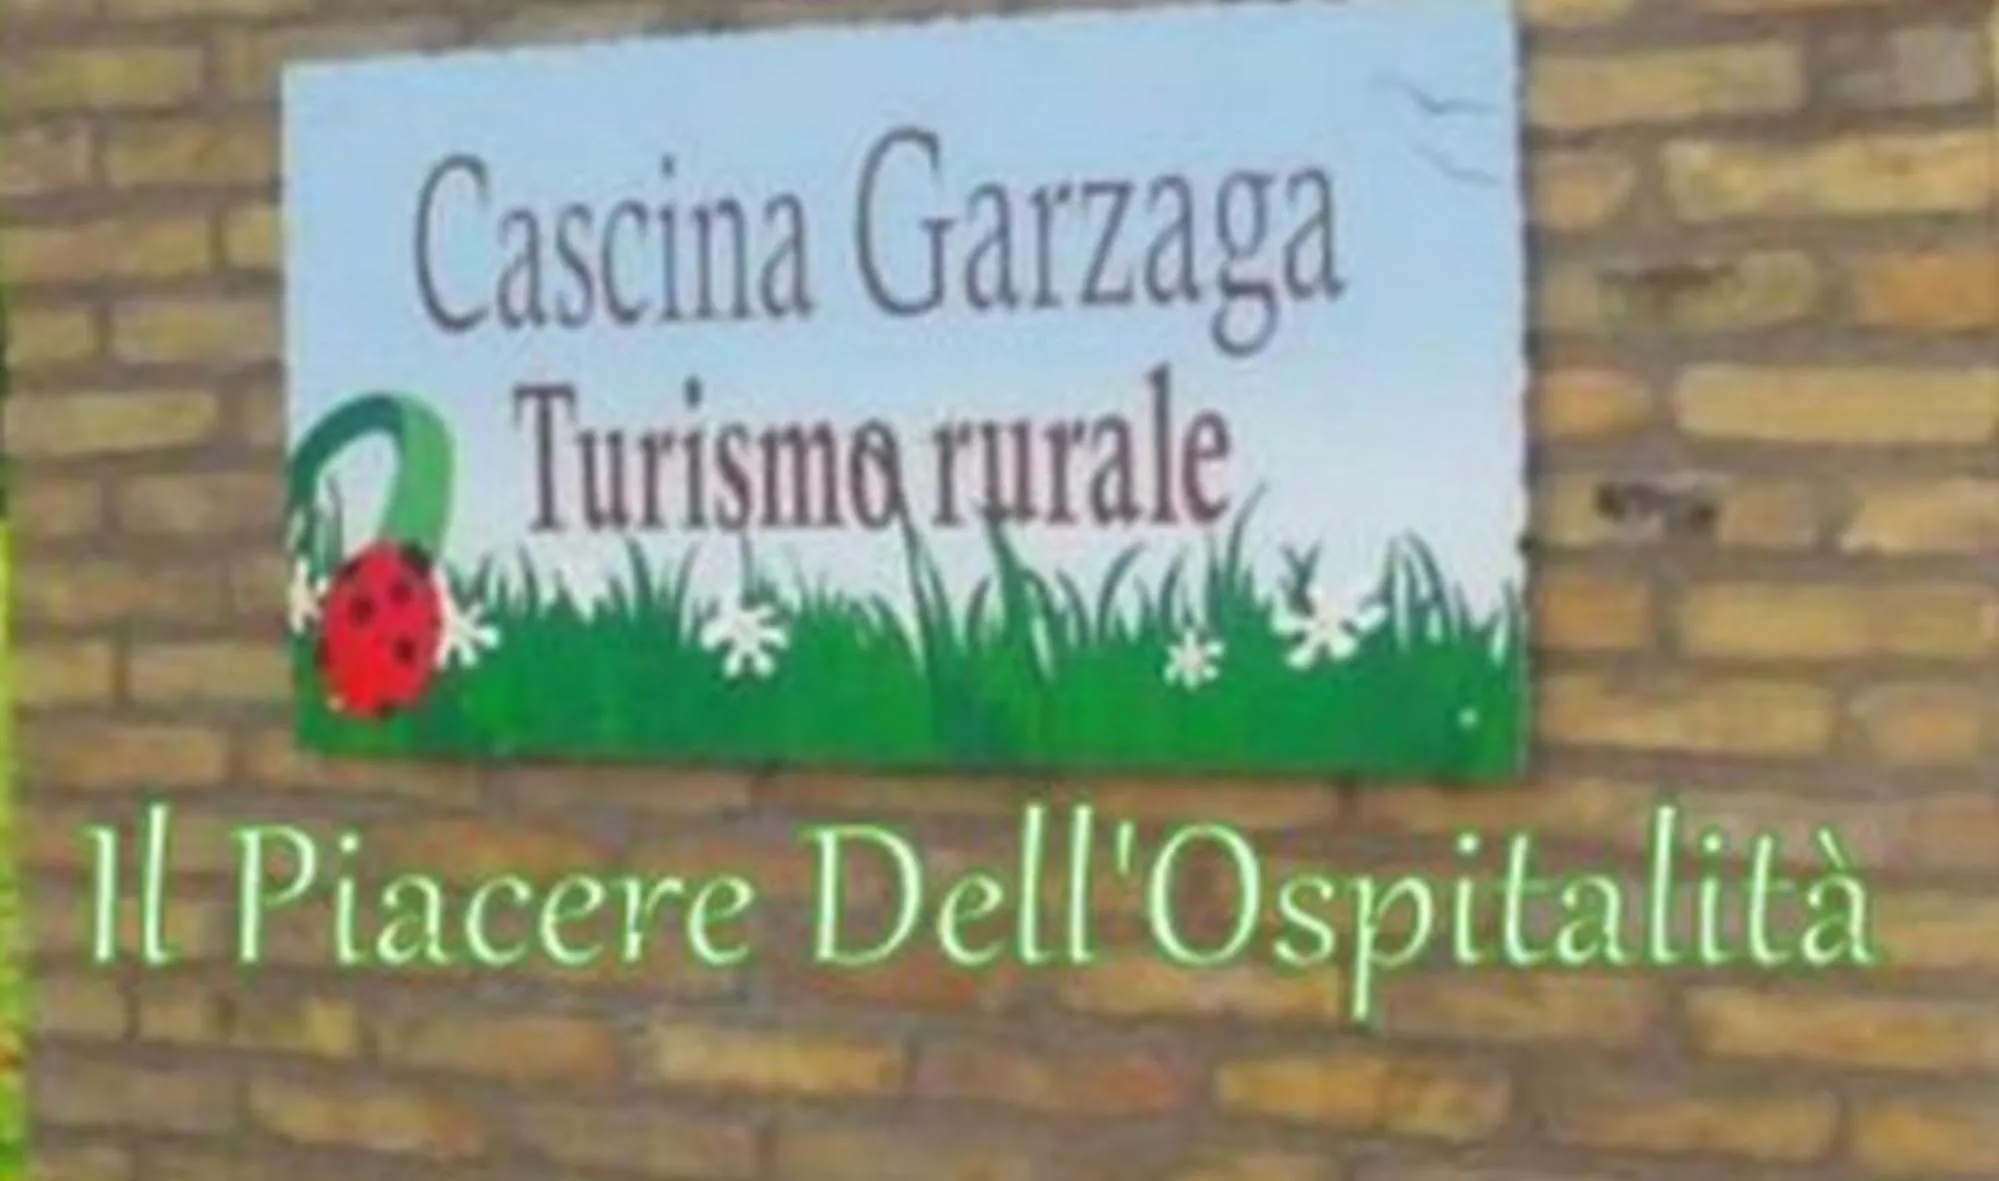 Cascina Garzaga
Turismo rurale
Il Piacere Dell'Ospitalità